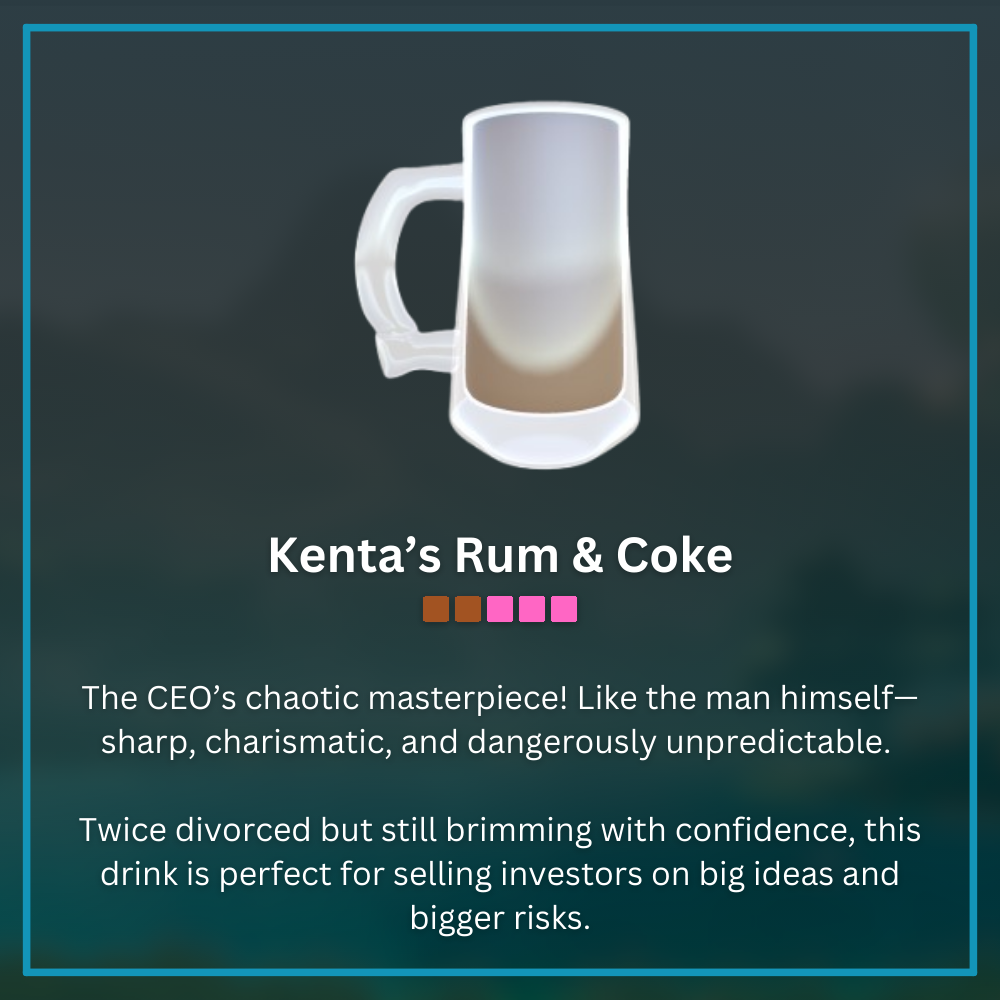 Kenta’s Rum & Coke
The CEO’s chaotic masterpiece! Like the man himself—
sharp, charismatic, and dangerously unpredictable.
Twice divorced but still brimming with confidence, this
drink is perfect for selling investors on big ideas and
bigger risks.